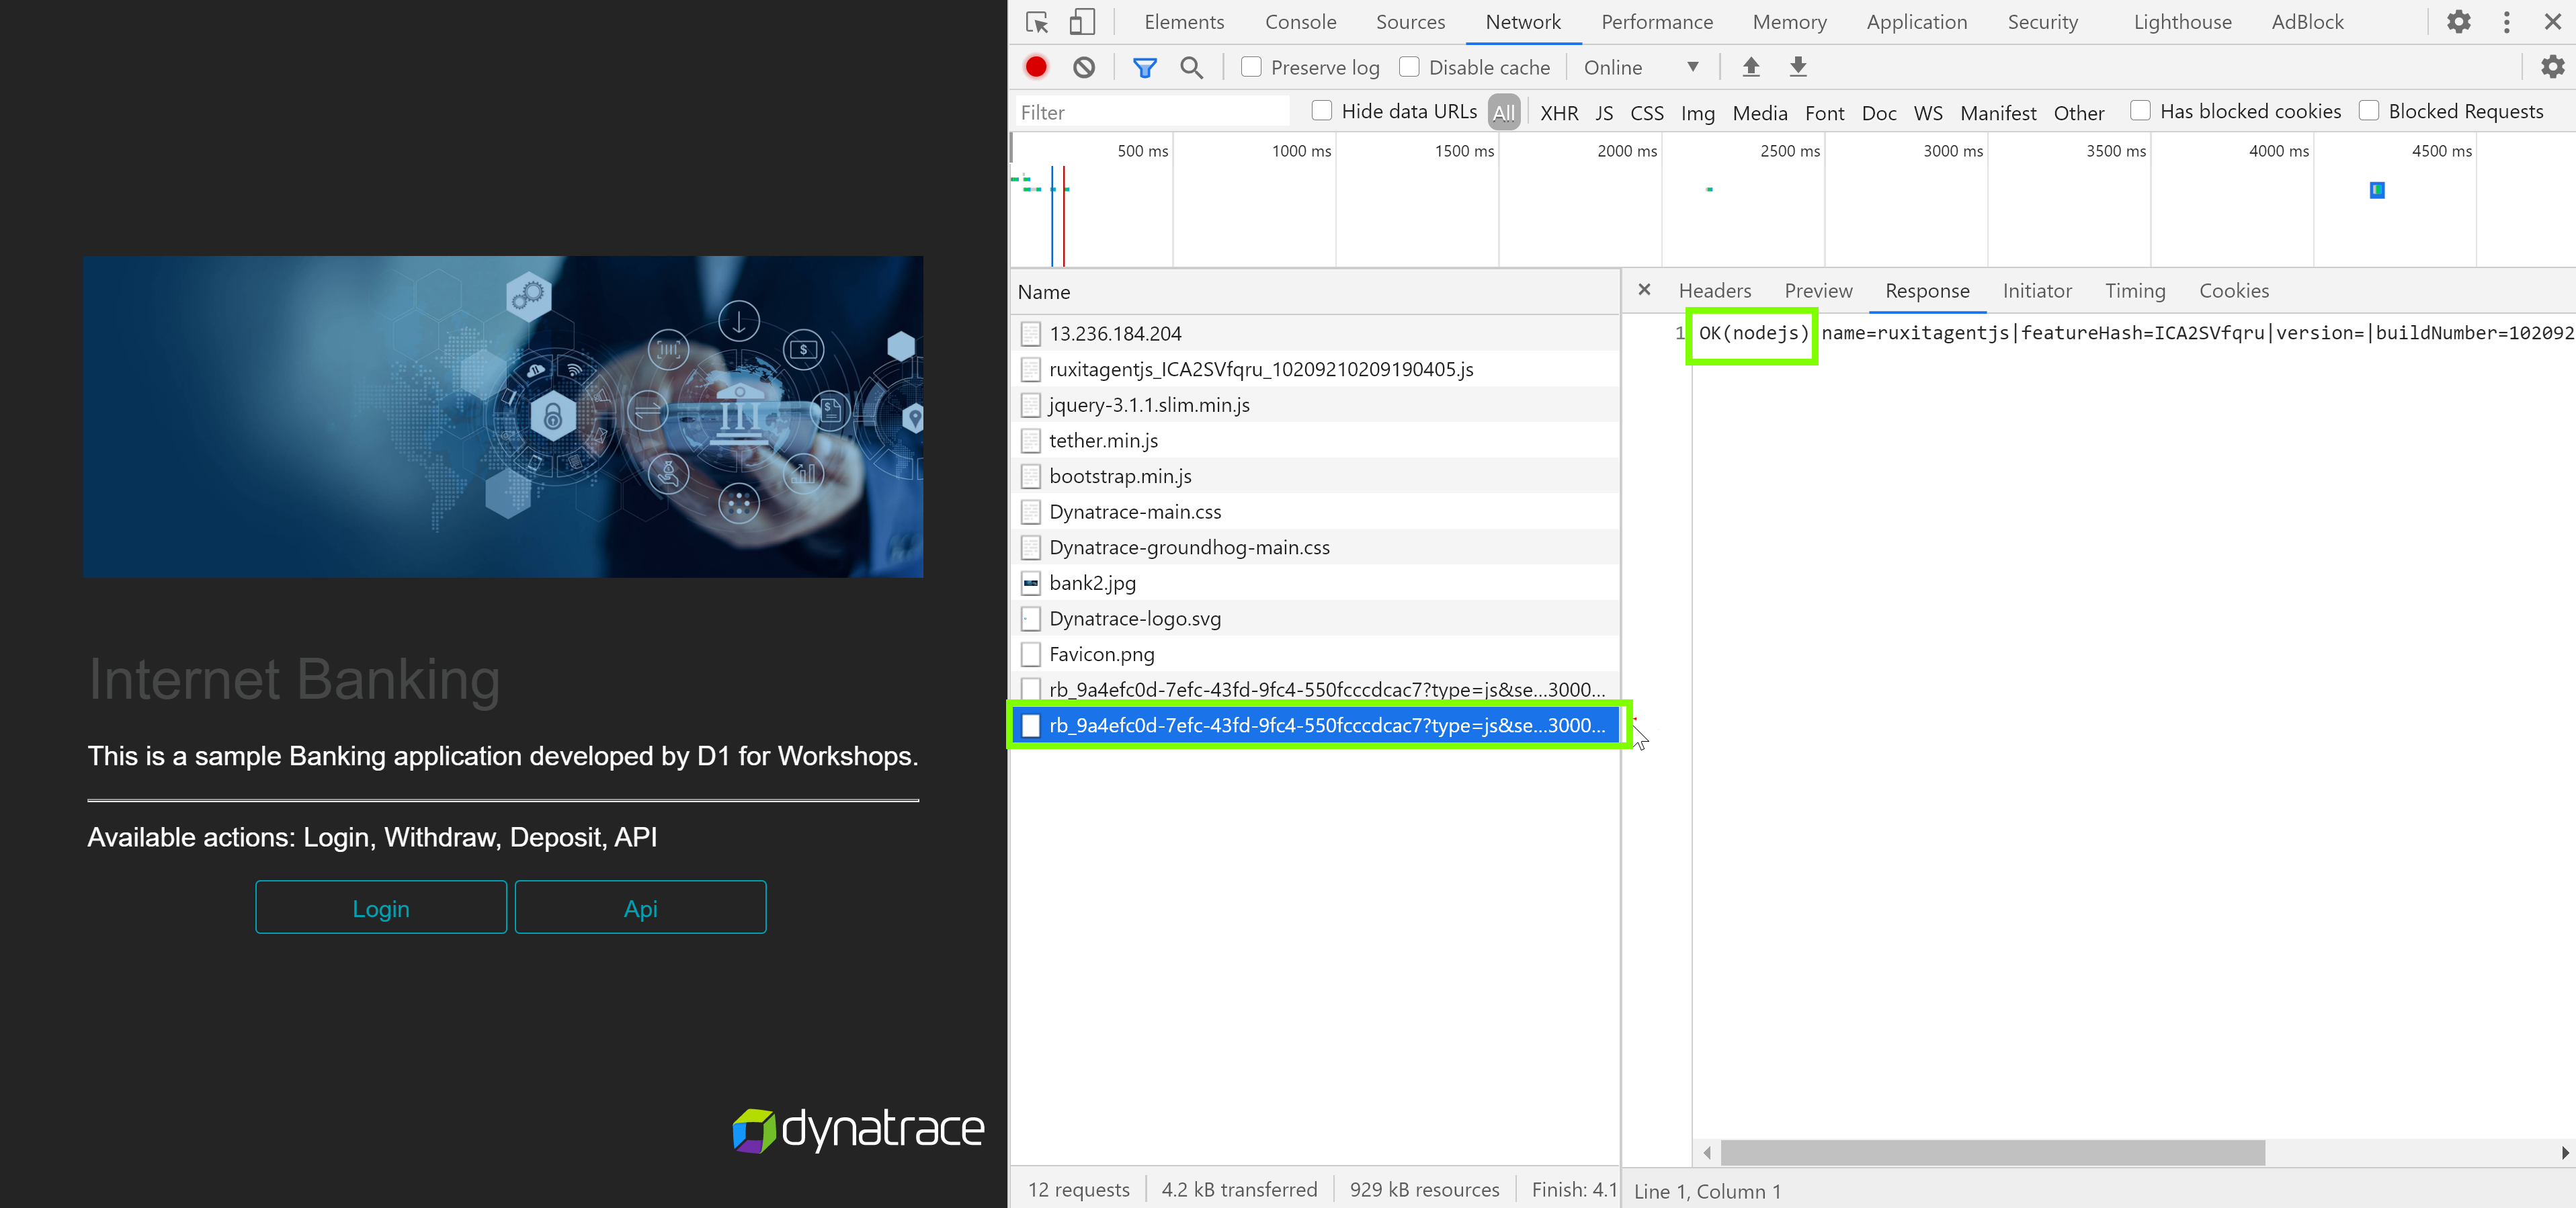 Internet Banking
This is a sample Banking application developed by D1 for Workshops.
Available actions: Login, Withdraw, Deposit, API
Login Api
dynatrace
Elements Console Sources Network Performance Memory Application Security Lighthouse AdBlock
Preserve log Disable cache Online
Filter Hide data URLs All XHR JS CSS Img Media Font Doc WS Manifest Other Has blocked cookies Blocked Requests
500 ms 1000 ms 1500 ms 2000 ms 2500 ms 3000 ms 3500 ms 4000 ms 4500 ms
Name
13.236.184.204
ruxitagentjs_ICA2SVfqru_10209210209190405.js
jquery-3.1.1.slim.min.js
tether.min.js
bootstrap.min.js
Dynatrace-main.css
Dynatrace-groundhog-main.css
bank2.jpg
Dynatrace-logo.svg
Favicon.png
rb_9a4efc0d-7efc-43fd-9fc4-550fcccdcac7?type=js&se...3000...
rb_9a4efc0d-7efc-43fd-9fc4-550fcccdcac7?type=js&se...3000...
12 requests 4.2 kB transferred 929 kB resources Finish: 4.1
Headers Preview Response Initiator Timing Cookies
1 OK(nodejs) name=ruxitagentjs|featureHash=ICA2SVfqru|version=|buildNumber=102092
Line 1, Column 1